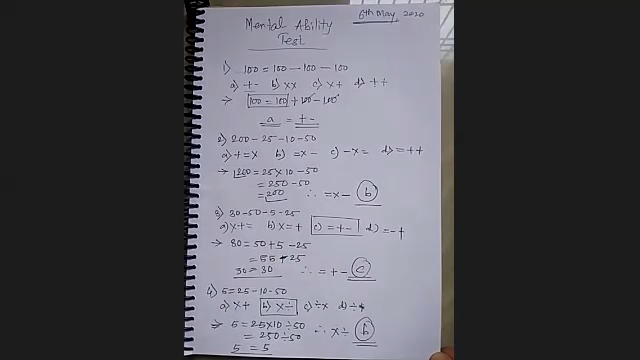 6th May 2020
Mental Ability
Test
1) 100 = 100 — 100 — 100
a) +- b) xx c) x+ d) ++
→ 100 = 100 + 100 - 100
a = +-
2) 200 - 25 - 10 - 50
a) + = x b) = x - c) - x = d) = ++
→ 200 = 25 x 10 - 50
= 250 - 50
= 200 ∴ = x - b
3) 30 - 50 - 5 - 25
a) x + = b) x = + c) = + - d) = - +
→ 30 = 50 + 5 - 25
= 55 - 25
30 = 30 ∴ = + - c
4) 5 = 25 - 10 - 50
a) x + b) x ÷ c) ÷ x d) ÷
⇒ 5 = 25 x 10 ÷ 50 ∴ x ÷ b
= 250 ÷ 50
5 = 5